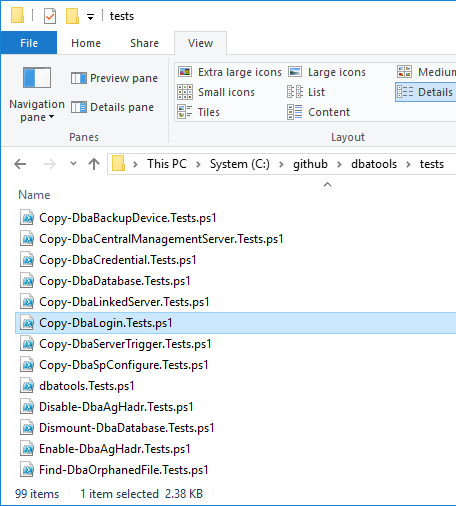 tests
File Home Share View
Navigation pane
Preview pane
Details pane
Panes
Extra large icons Large icons Medium
Small icons List Details
Tiles Content
Layout
This PC System (C:) github dbatools tests
Name
Copy-DbaBackupDevice.Tests.ps1
Copy-DbaCentralManagementServer.Tests.ps1
Copy-DbaCredential.Tests.ps1
Copy-DbaDatabase.Tests.ps1
Copy-DbaLinkedServer.Tests.ps1
Copy-DbaLogin.Tests.ps1
Copy-DbaServerTrigger.Tests.ps1
Copy-DbaSpConfigure.Tests.ps1
dbatools.Tests.ps1
Disable-DbaAgHadr.Tests.ps1
Dismount-DbaDatabase.Tests.ps1
Enable-DbaAgHadr.Tests.ps1
Find-DbaOrphanedFile.Tests.ps1
99 items 1 item selected 2.38 KB